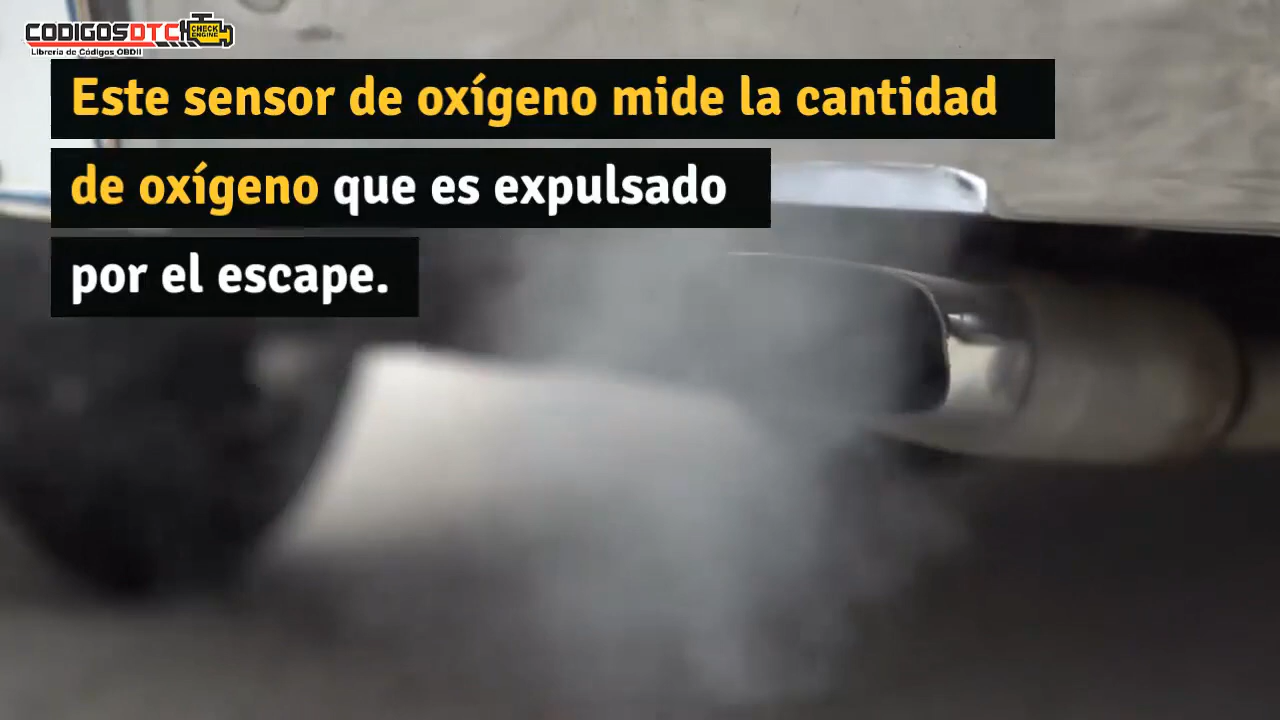 CODIGOSDTC
CHECK
ENGINE
Librería de Códigos OBDII
Este sensor de oxígeno mide la cantidad
de oxígeno que es expulsado
por el escape.